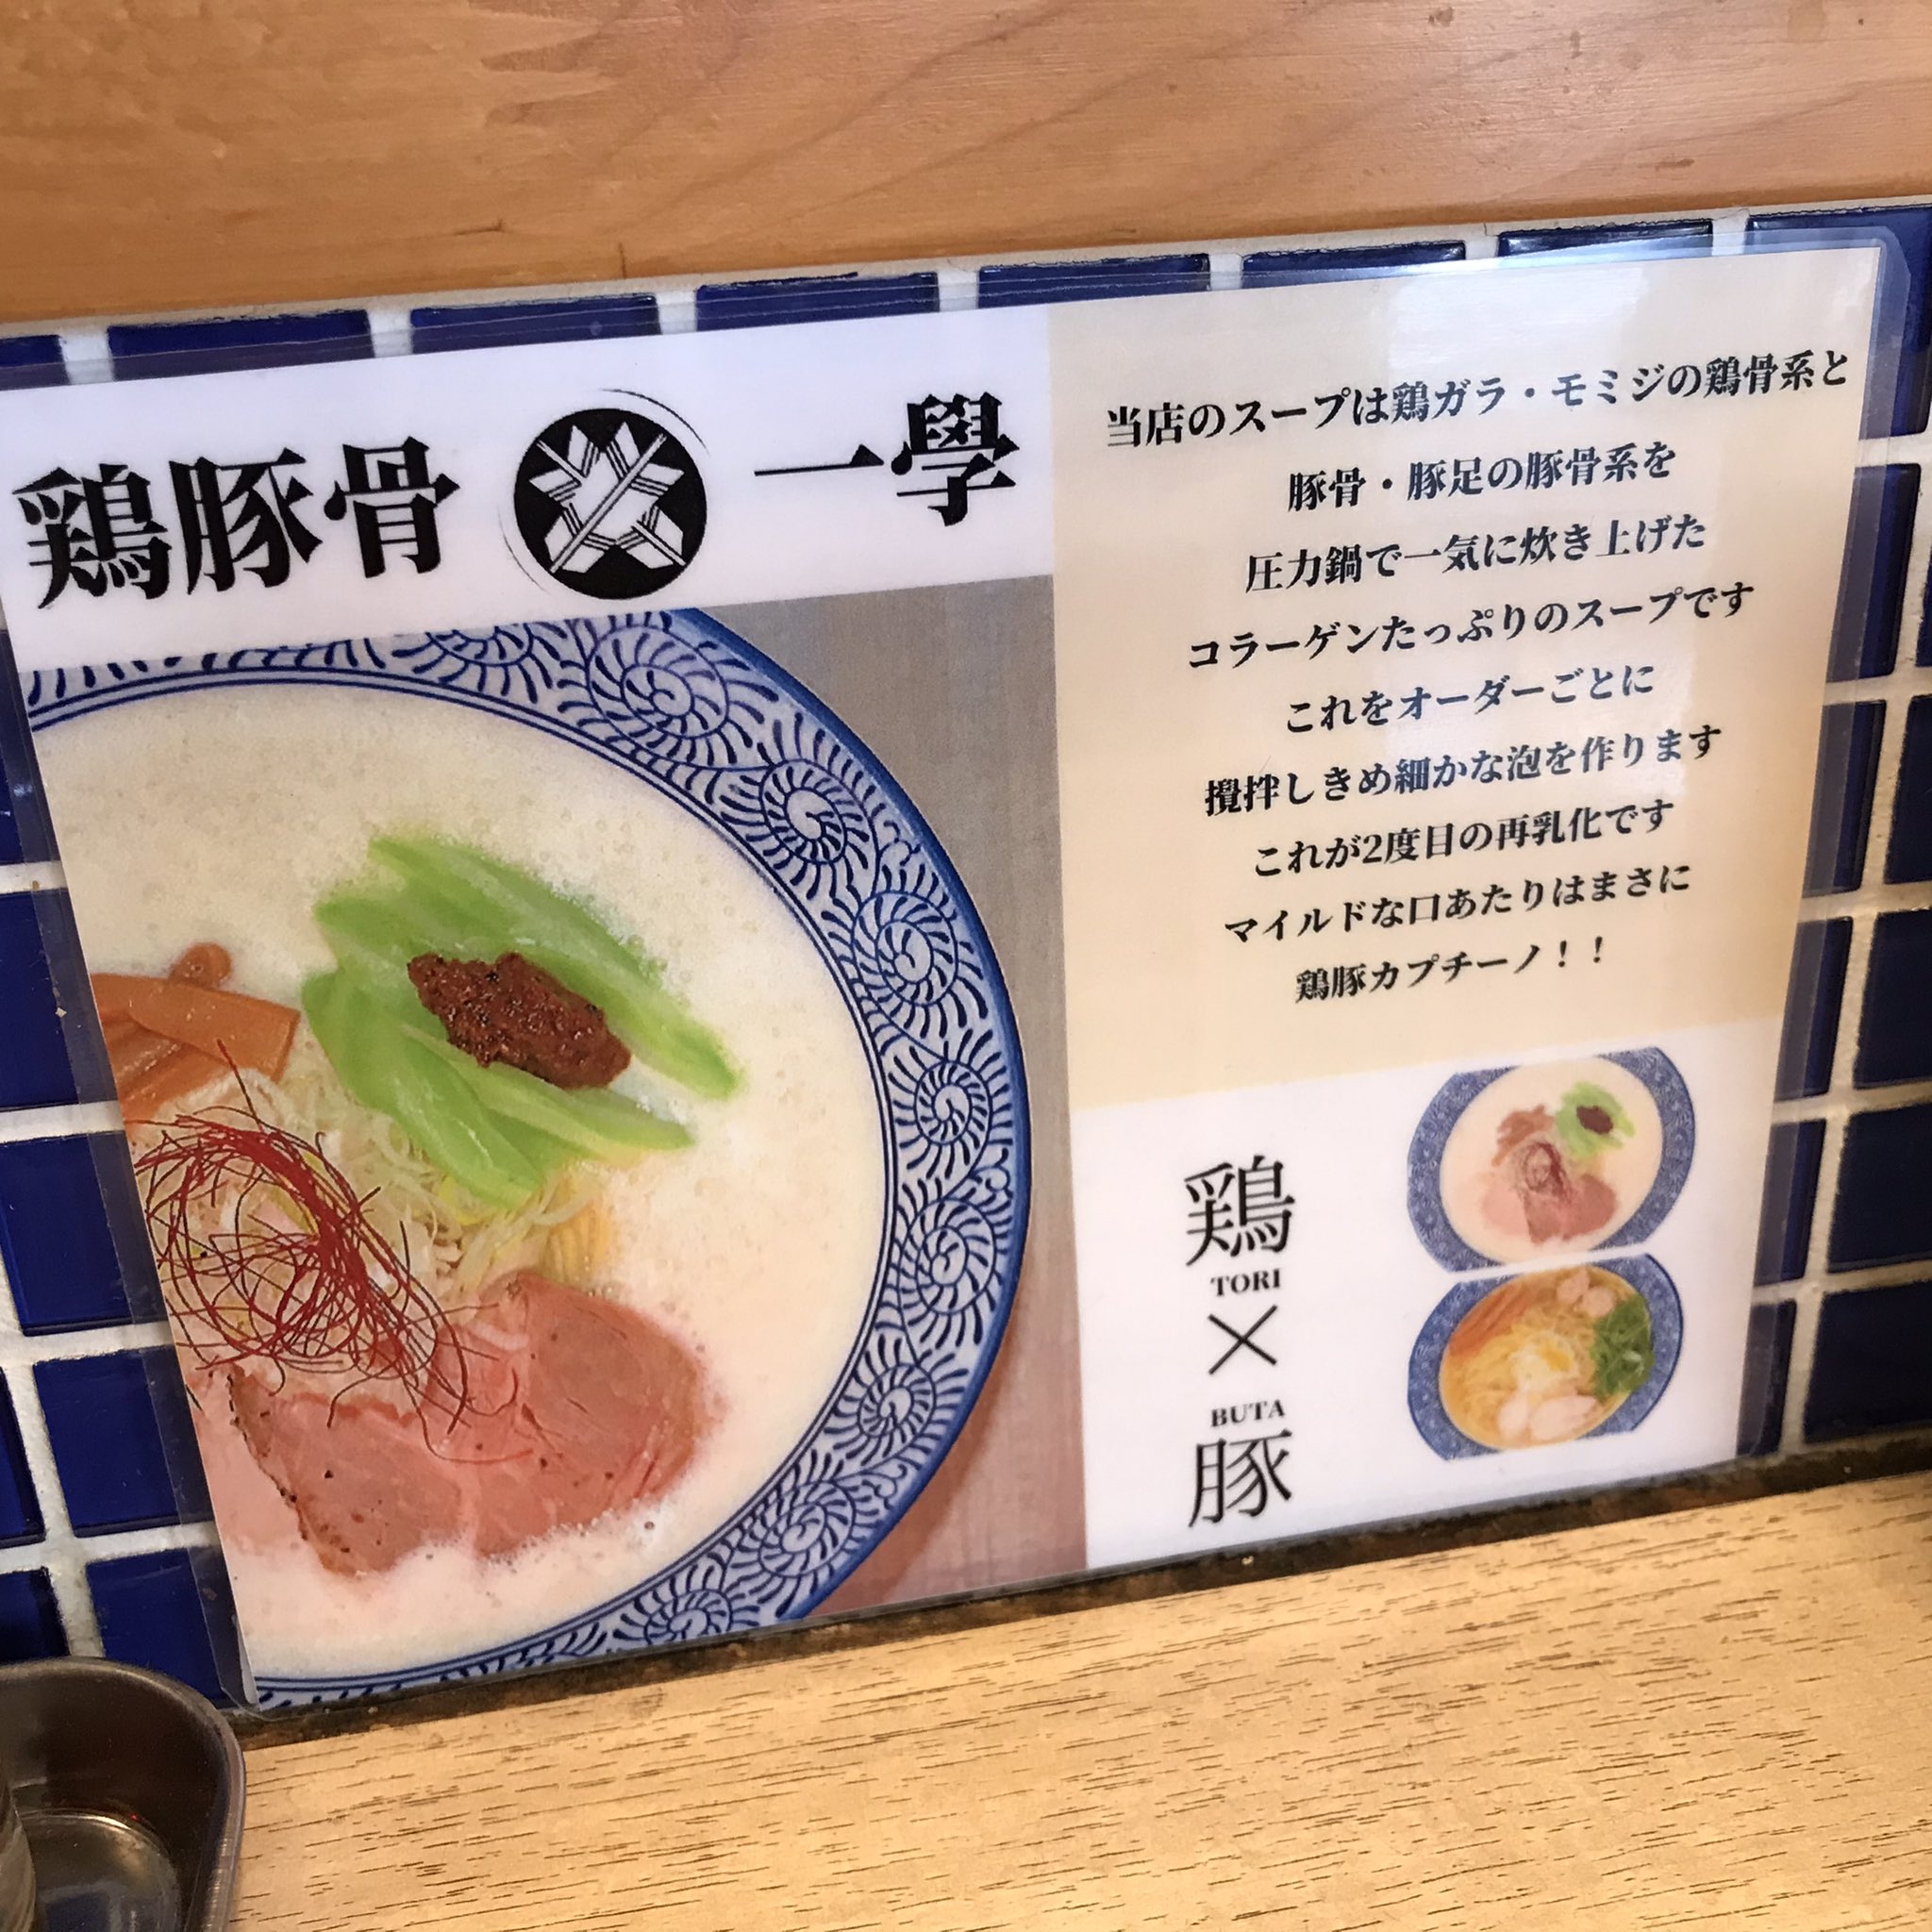 鶏豚骨 一學
当店のスープは鶏ガラ・モミジの鶏骨系と
豚骨・豚足の豚骨系を
圧力鍋で一気に炊き上げた
コラーゲンたっぷりのスープです
これをオーダーごとに
攪拌しきめ細かな泡を作ります
これが2度目の再乳化です
マイルドな口あたりはまさに
鶏豚カプチーノ！！
鶏
TORI
×
BUTA
豚